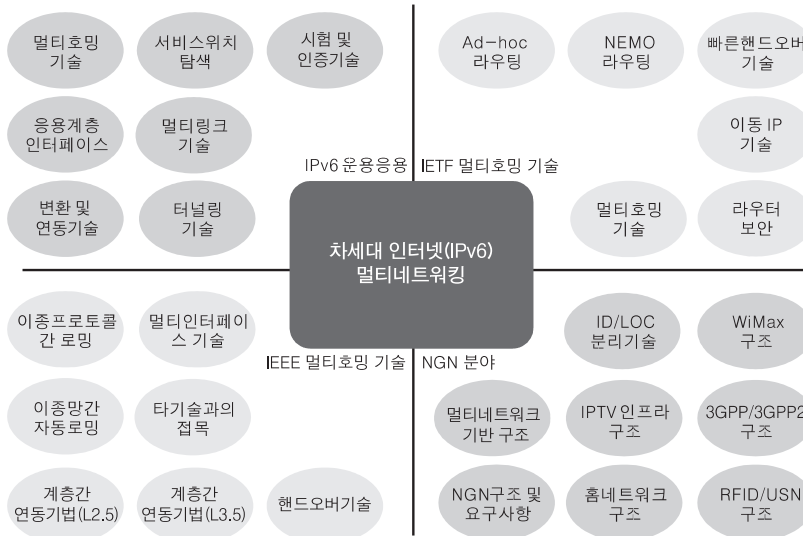 멀티호밍
기술
서비스위치
탐색
시험 및
인증기술
응용계층
인터페이스
멀티링크
기술
변환 및
연동기술
터널링
기술
IPv6 운용응용
Ad-hoc
라우팅
NEMO
라우팅
빠른핸드오버
기술
이동 IP
기술
IETF 멀티호밍 기술
멀티호밍
기술
라우터
보안
차세대 인터넷(IPv6)
멀티네트워킹
이종프로토콜
간 로밍
멀티인터페이
스 기술
IEEE 멀티호밍 기술
이종망간
자동로밍
타기술과의
접목
계층간
연동기법(L2.5)
계층간
연동기법(L3.5)
핸드오버기술
NGN 분야
ID/LOC
분리기술
WiMax
구조
멀티네트워크
기반 구조
IPTV 인프라
구조
3GPP/3GPP2
구조
NGN구조 및
요구사항
홈네트워크
구조
RFID/USN
구조